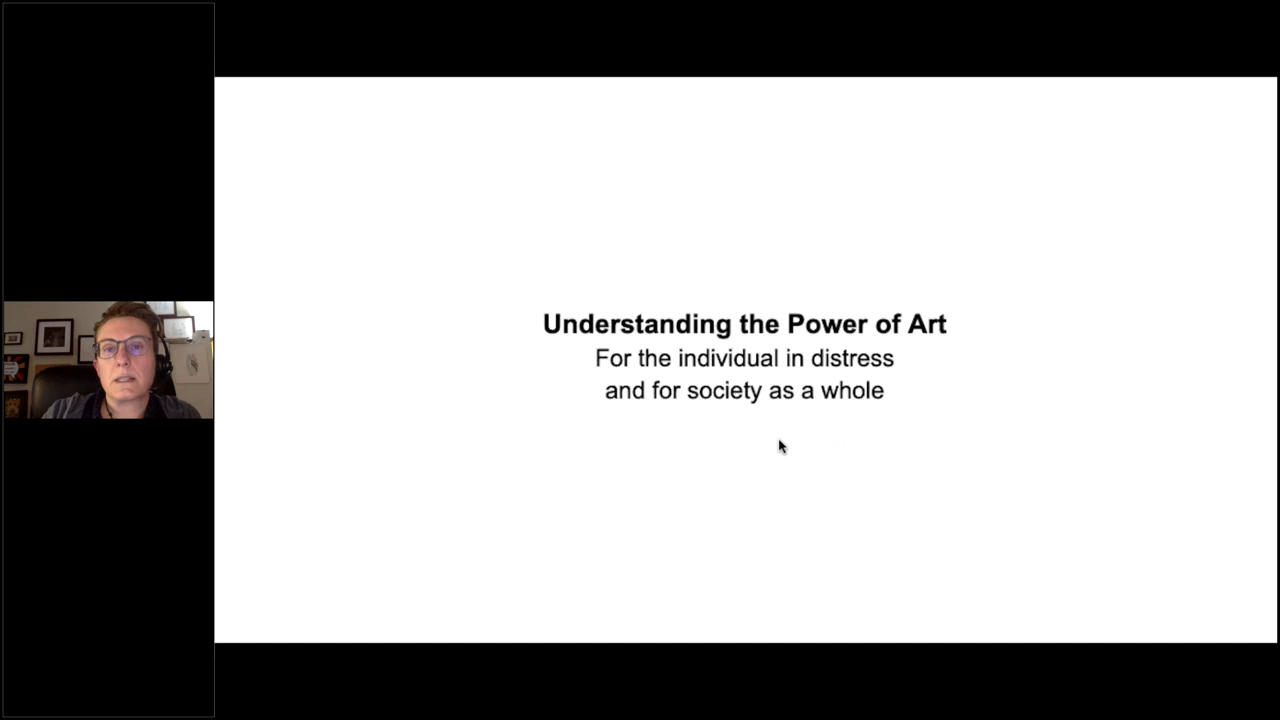 Understanding the Power of Art
For the individual in distress
and for society as a whole